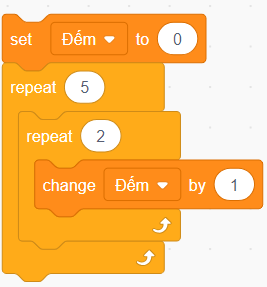 set Đếm to 0
repeat 5
repeat 2
change Đếm by 1